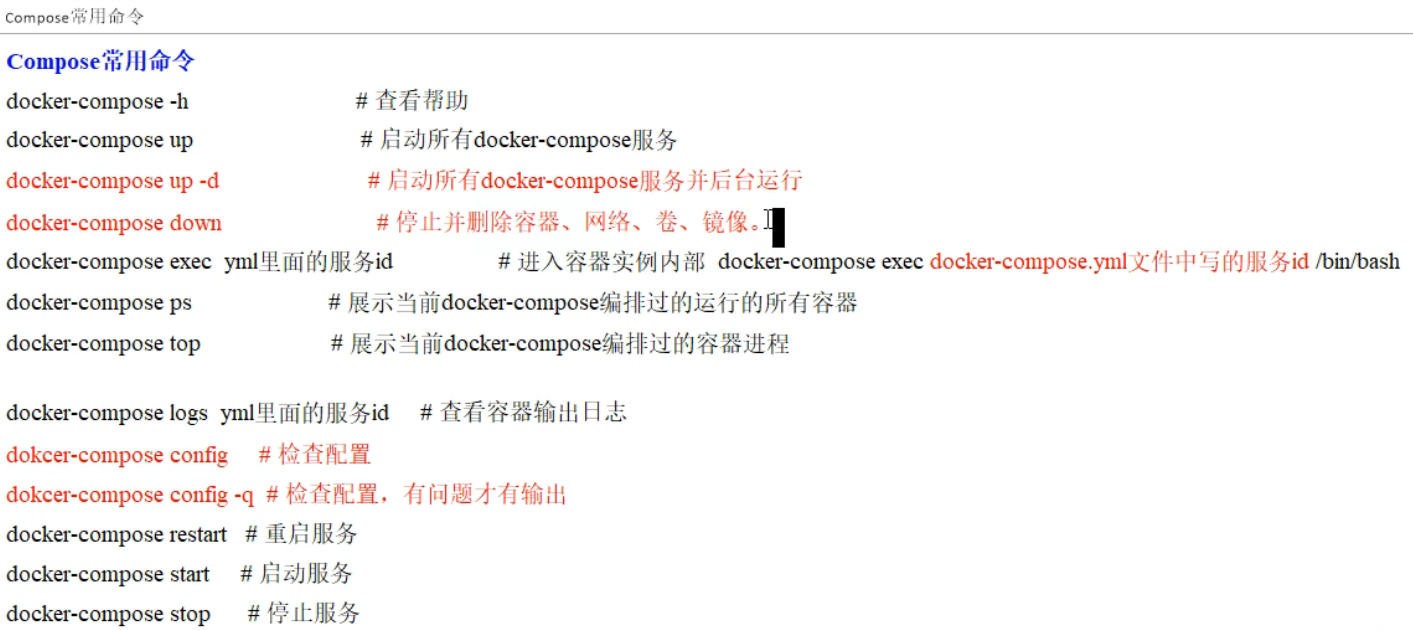 Compose常用命令
Compose常用命令
docker-compose -h # 查看帮助
docker-compose up # 启动所有docker-compose服务
docker-compose up -d # 启动所有docker-compose服务并后台运行
docker-compose down # 停止并删除容器、网络、卷、镜像。
docker-compose exec yml里面的服务id # 进入容器实例内部 docker-compose exec docker-compose.yml文件中写的服务id /bin/bash
docker-compose ps # 展示当前docker-compose编排过的运行的所有容器
docker-compose top # 展示当前docker-compose编排过的容器进程
docker-compose logs yml里面的服务id # 查看容器输出日志
dokcer-compose config # 检查配置
dokcer-compose config -q # 检查配置，有问题才有输出
docker-compose restart # 重启服务
docker-compose start # 启动服务
docker-compose stop # 停止服务